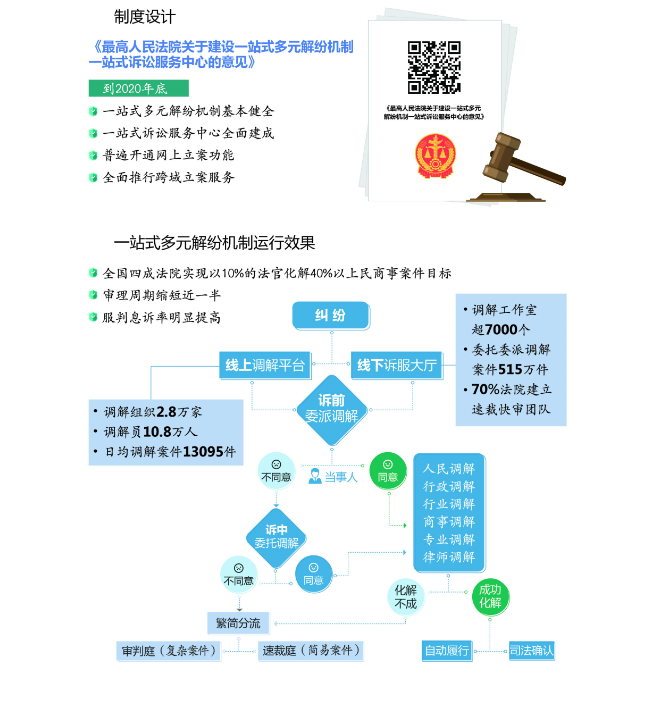 制度设计
《最高人民法院关于建设一站式多元解纷机制
一站式诉讼服务中心的意见》
到2020年底
一站式多元解纷机制基本健全
一站式诉讼服务中心全面建成
普遍开通网上立案功能
全面推行跨域立案服务
《最高人民法院关于建设一站式多元
解纷机制一站式诉讼服务中心的意见》
一站式多元解纷机制运行效果
全国四成法院实现以10%的法官化解40%以上民商事案件目标
审理周期缩短近一半
服判息诉率明显提高
纠纷
线上调解平台
线下诉服大厅
• 调解工作室
超7000个
• 委托委派调解
案件515万件
• 70%法院建立
速裁快审团队
诉前
委派调解
• 调解组织2.8万家
• 调解员10.8万人
• 日均调解案件13095件
不同意
当事人
同意
人民调解
行政调解
行业调解
商事调解
专业调解
律师调解
诉中
委托调解
不同意
同意
化解
不成
成功
化解
繁简分流
审判庭（复杂案件）
速裁庭（简易案件）
自动履行
司法确认